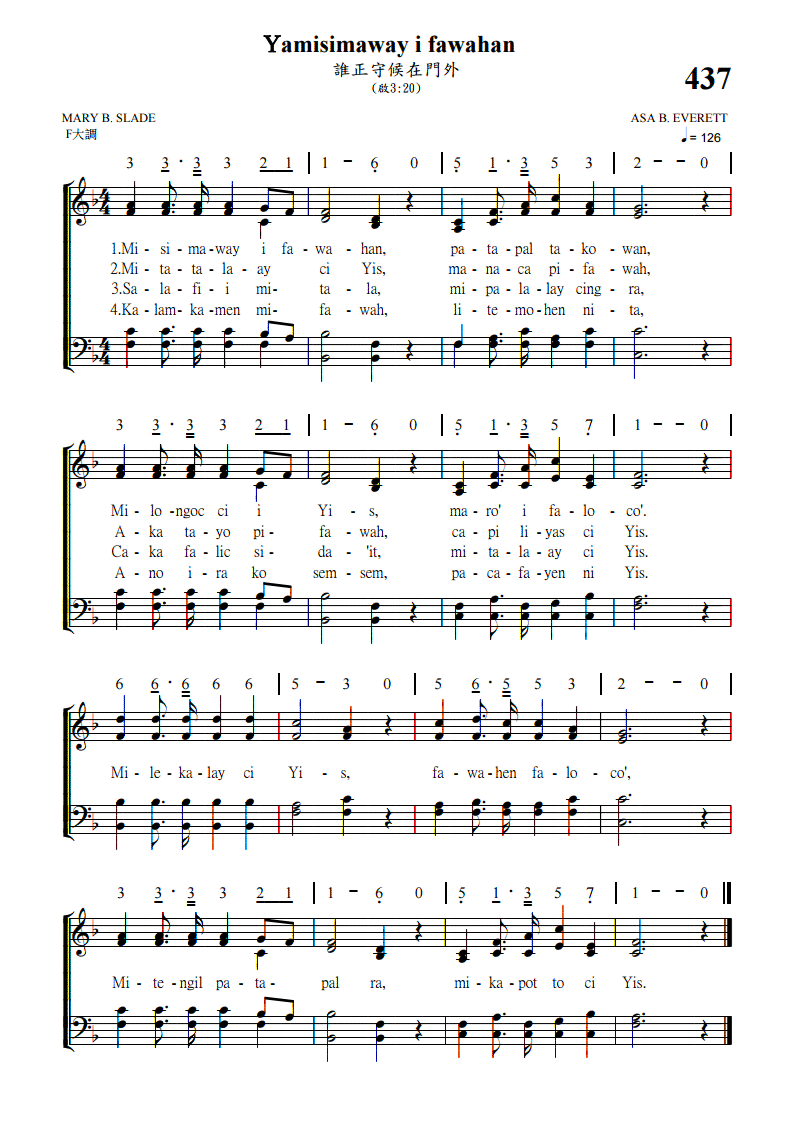 Yamisimaway i fawahan
誰正守候在門外
(啟3:20)
437
MARY B. SLADE
ASA B. EVERETT
F大調
♩ = 126
3 3 · 3 3 2 1 | 1 - 6 0 | 5 1 · 3 5 3 | 2 - - 0 |
1.Mi - si - ma - way i fa - wa - han, pa - ta - pal ta - ko - wan,
2.Mi - ta - ta - la - ay ci Yis, ma - na - ca pi - fa - wah,
3.Sa - la - fi - i mi - ta - la, mi - pa - la - lay cing - ra,
4.Ka - lam - ka - men mi - fa - wah, li - te - mo - hen ni - ta,
3 3 · 3 3 2 1 | 1 - 6 0 | 5 1 · 3 5 7 | 1 - - 0 |
Mi - lo - ngoc ci i Yi - s, ma - ro' i fa - lo - co'.
A - ka ta - yo pi - fa - wah, ca - pi li - yas ci Yis.
Ca - ka fa - lic si - da - 'it, mi - ta - la - ay ci Yis.
A - no i - ra ko sem - sem, pa - ca - fa - yen ni Yis.
6 6 · 6 6 6 | 5 - 3 0 | 5 6 · 5 5 3 | 2 - - 0 |
Mi - le - ka - lay ci Yi - s, fa - wa - hen fa - lo - co',
3 3 · 3 3 2 1 | 1 - 6 0 | 5 1 · 3 5 7 | 1 - - 0
Mi - te - ngil pa - ta - pal ra, mi - ka - pot to ci Yis.